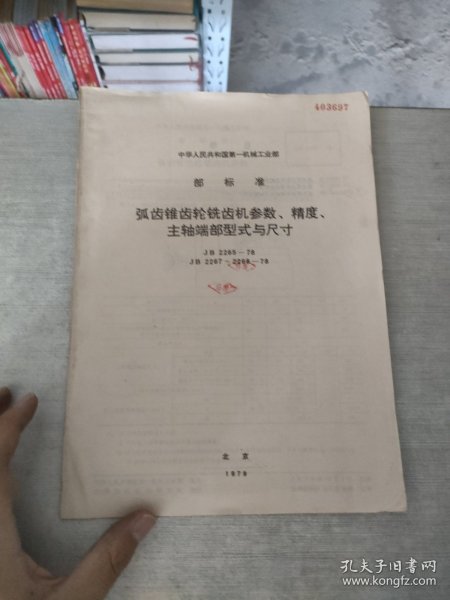 403697
中华人民共和国第一机械工业部
部 标 准
弧齿锥齿轮铣齿机参数、精度、
主轴端部型式与尺寸
JB 2265—78
JB 2267~2268—78
北 京
1979
孔夫子旧书网
www.kongfz.com